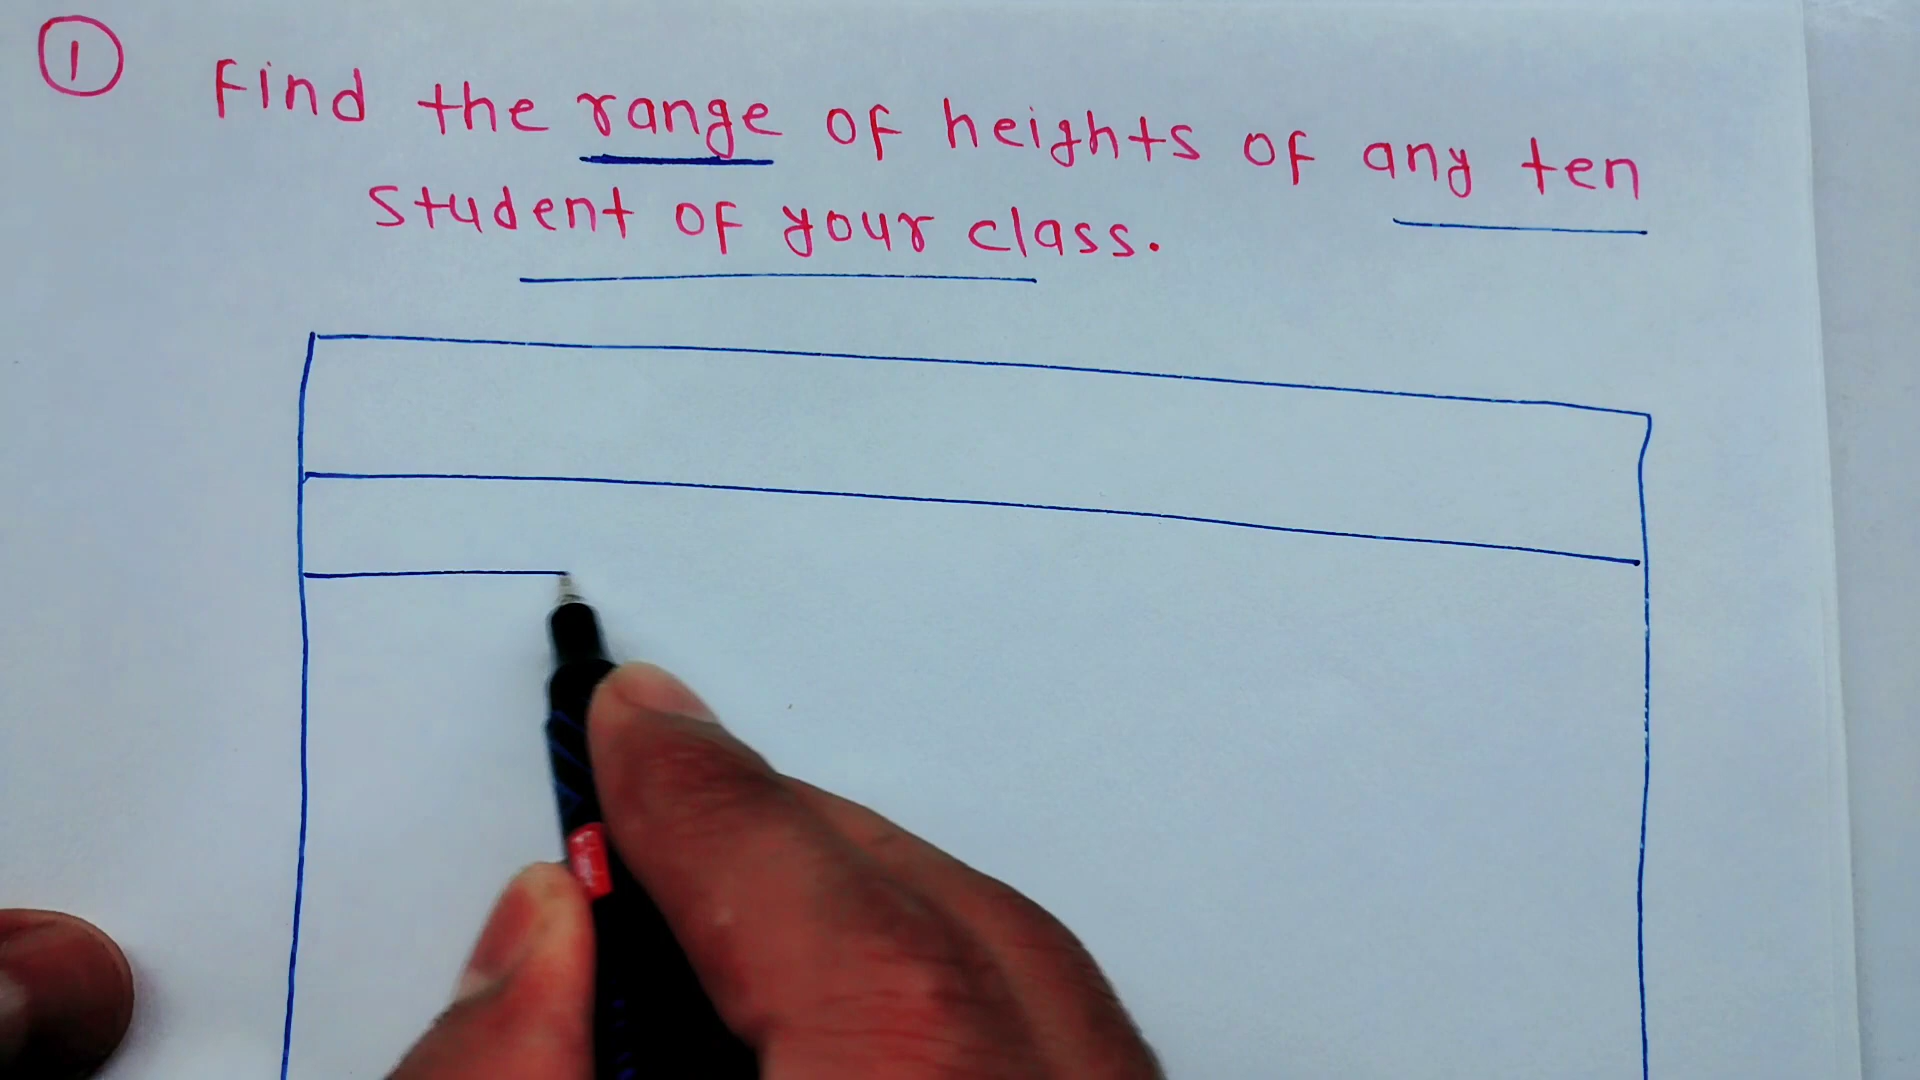 ① Find the range of heights of any ten
student of your class.